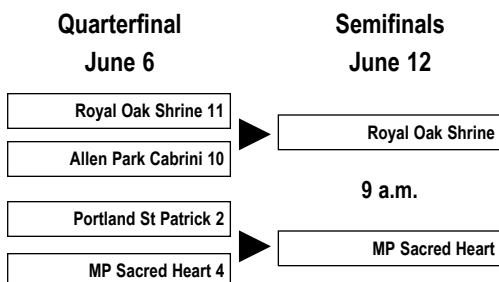 Quarterfinal
June 6
Royal Oak Shrine 11
Allen Park Cabrini 10
Portland St Patrick 2
MP Sacred Heart 4
Semifinals
June 12
Royal Oak Shrine
9 a.m.
MP Sacred Heart